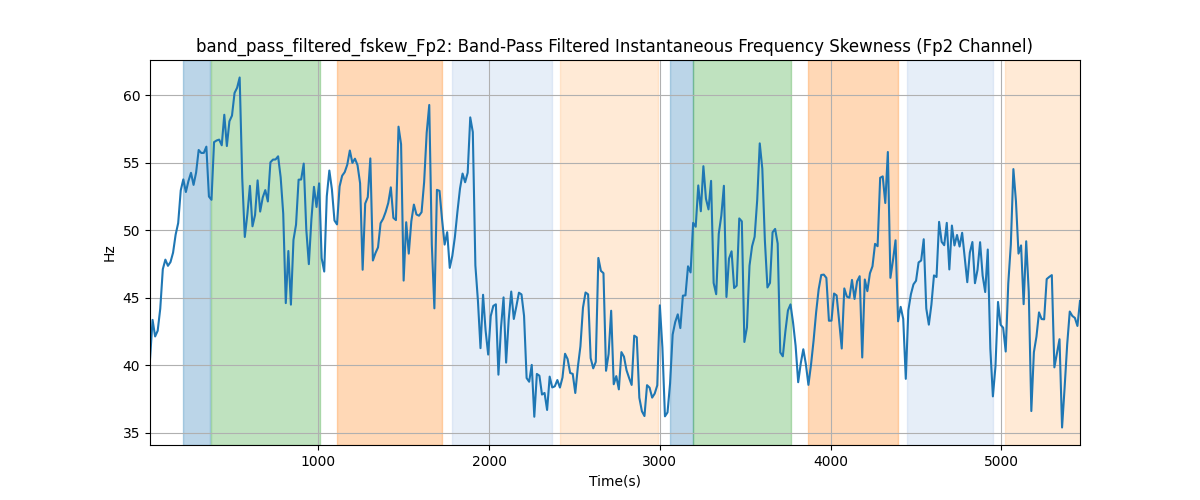 band_pass_filtered_fskew_Fp2: Band-Pass Filtered Instantaneous Frequency Skewness (Fp2 Channel)
60
55
50
45
40
35
Hz
1000 2000 3000 4000 5000
Time(s)